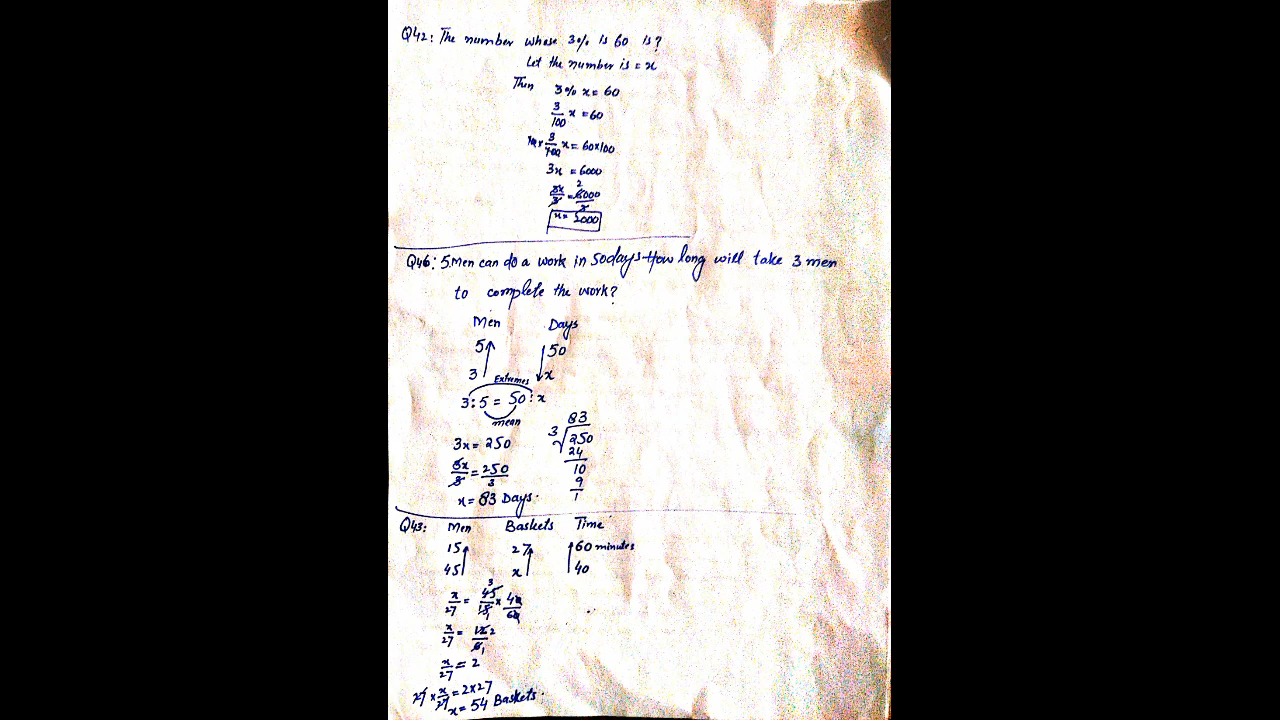 Q42: The number whose 3% is 60 is?
Let the number is = x
Then 3% x = 60
3/100 x = 60
100 × 3/100 x = 60×100
3x = 6000
3x/3 = 6000/3 2
x = 2000
Q46: 5 Men can do a work in 50 days How long will take 3 men
to complete the work?
Men Days
5 50
3 x
Extremes
3 : 5 = 50 : x
mean
3x = 250
3x/3 = 250/3
x = 83 Days.
83
3 √250
24
10
9
1
Q43: Men Baskets Time
15 27 60 minutes
45 x 40
x/27 = 45/15 × 40/60 3 1
x/27 = 12/6 2 1
x/27 = 2
27 × x/27 = 2×27
x = 54 Baskets.